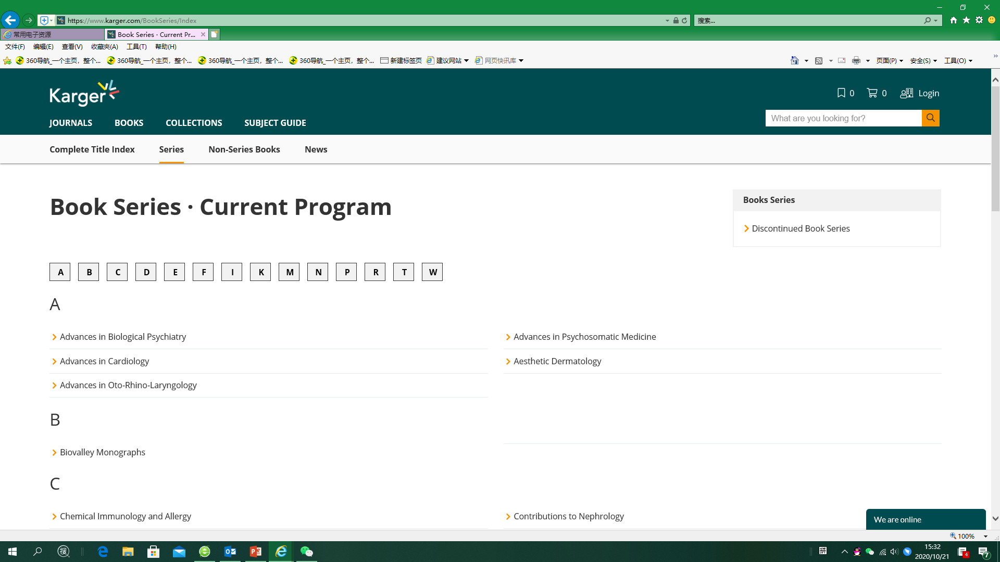 https://www.karger.com/BookSeries/Index
搜索...
常用电子资源
Book Series · Current Pr...
文件(F) 编辑(E) 查看(V) 收藏夹(A) 工具(T) 帮助(H)
360导航_一个主页，整个... 360导航_一个主页，整个... 360导航_一个主页，整个... 360导航_一个主页，整个... 新建标签页 建议网站 网页快讯库 页面(P) 安全(S) 工具(O)
Karger
0 0 Login
JOURNALS BOOKS COLLECTIONS SUBJECT GUIDE
What are you looking for?
Complete Title Index Series Non-Series Books News
Book Series · Current Program
Books Series
Discontinued Book Series
A B C D E F I K M N P R T W
A
Advances in Biological Psychiatry
Advances in Psychosomatic Medicine
Advances in Cardiology
Aesthetic Dermatology
Advances in Oto-Rhino-Laryngology
B
Biovalley Monographs
C
Chemical Immunology and Allergy
Contributions to Nephrology
We are online
100%
搜
拼
15:32
2020/10/21
4
7